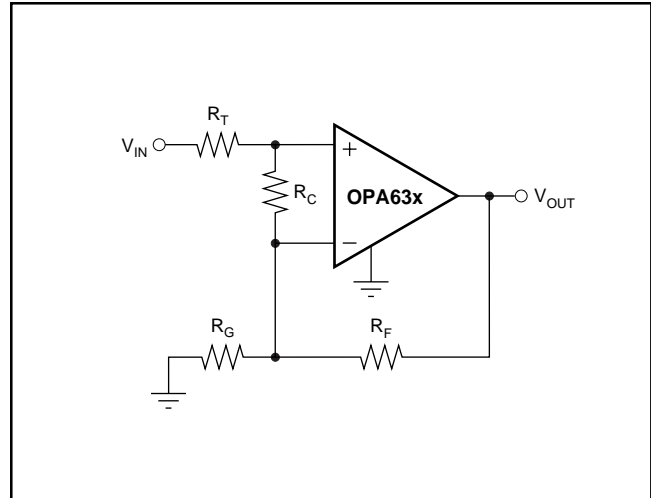 R_T
V_IN
+
R_C
OPA63x
V_OUT
−
R_G
R_F